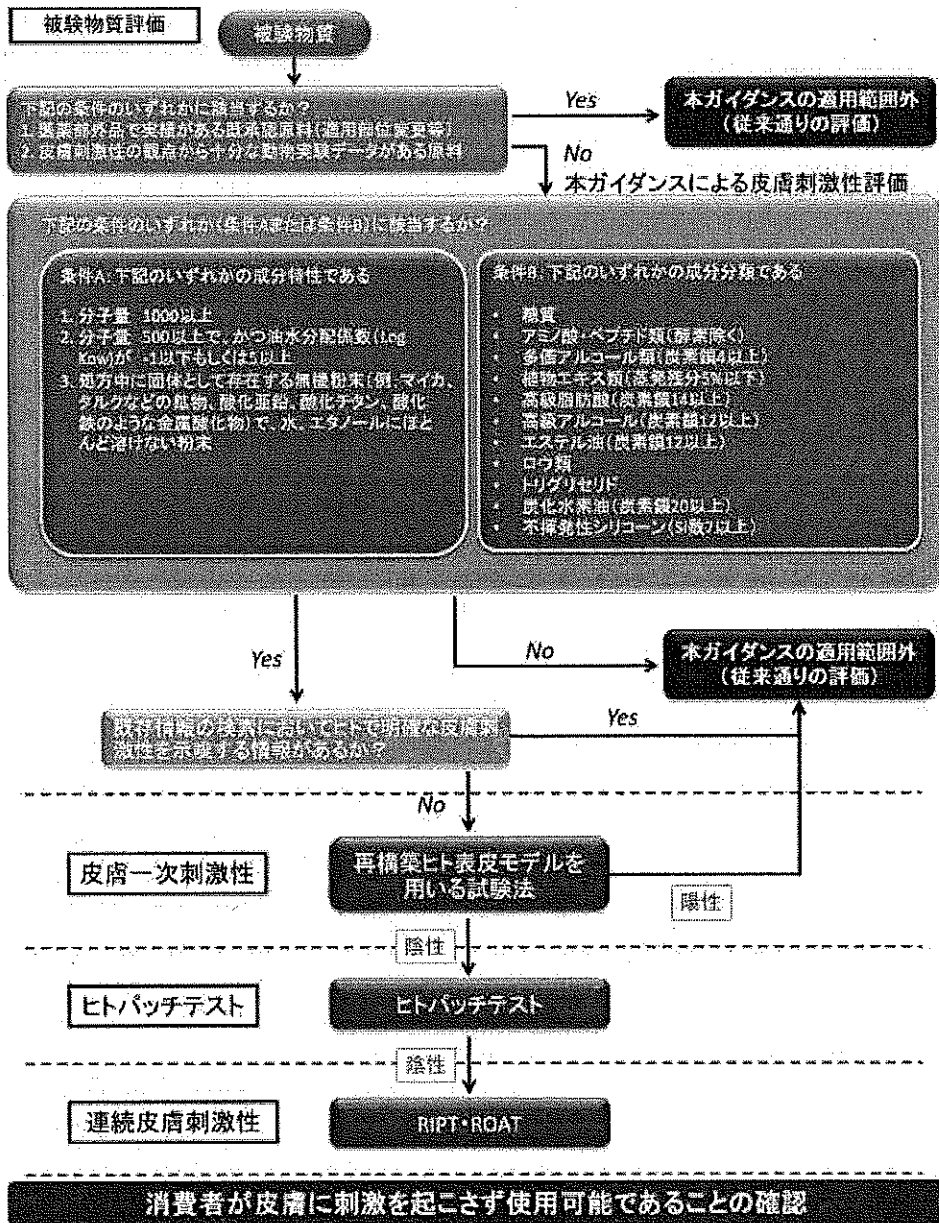 被験物質評価
被験物質
下記の条件のいずれかに該当するか?
1. 医薬部外品で実績がある既承認原料(適用部位変更等)
2. 皮膚刺激性の観点から十分な動物実験データがある原料
Yes
本ガイダンスの適用範囲外
(従来通りの評価)
No
本ガイダンスによる皮膚刺激性評価
下記の条件のいずれか(条件Aまたは条件B)に該当するか?
条件A. 下記のいずれかの成分特性である
1. 分子量 1000以上
2. 分子量 500以上で、かつ油水分配係数(Log
Kow)が -1以下もしくは5以上
3. 処方中に固体として存在する無機粉末(例. マイカ、
タルクなどの鉱物、酸化亜鉛、酸化チタン、酸化
鉄のような金属酸化物)で、水、エタノールにほと
んど溶けない粉末
条件B. 下記のいずれかの成分分類である
• 糖質
• アミノ酸・ペプチド類(酵素除く)
• 多価アルコール類(炭素鎖4以上)
• 植物エキス類(蒸発残分5%以下)
• 高級脂肪酸(炭素鎖14以上)
• 高級アルコール(炭素鎖12以上)
• エステル油(炭素鎖12以上)
• ロウ類
• トリグリセリド
• 炭化水素油(炭素鎖20以上)
• 不揮発性シリコーン(Si数7以上)
Yes
No
本ガイダンスの適用範囲外
(従来通りの評価)
既存情報の検索においてヒトで明確な皮膚刺
激性を示唆する情報があるか?
Yes
No
皮膚一次刺激性
再構築ヒト表皮モデルを
用いる試験法
陽性
陰性
ヒトパッチテスト
ヒトパッチテスト
陰性
連続皮膚刺激性
RIPT・ROAT
消費者が皮膚に刺激を起こさず使用可能であることの確認